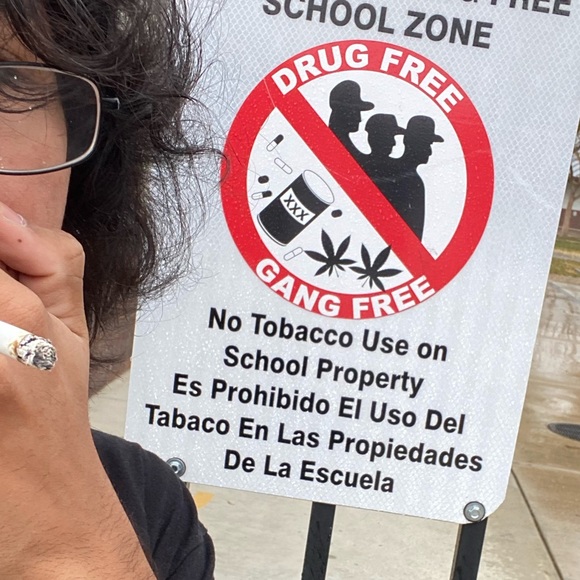 FREE
SCHOOL ZONE
DRUG FREE
XXX
GANG FREE
No Tobacco Use on
School Property
Es Prohibido El Uso Del
Tabaco En Las Propiedades
De La Escuela